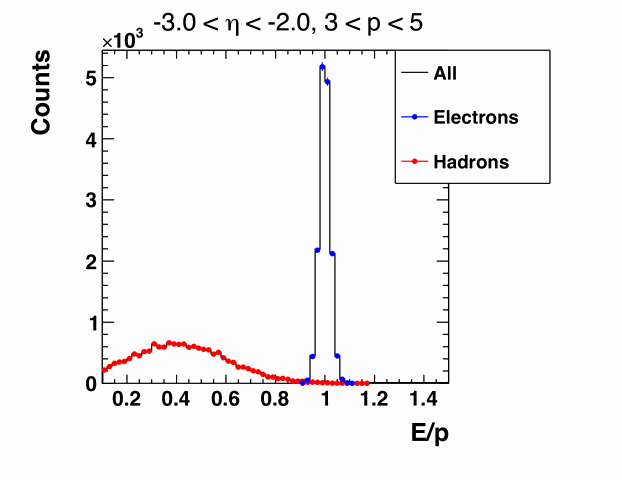 -3.0 < η < -2.0, 3 < p < 5
×10³
Counts
All
Electrons
Hadrons
5
4
3
2
1
0
0.2 0.4 0.6 0.8 1 1.2 1.4
E/p